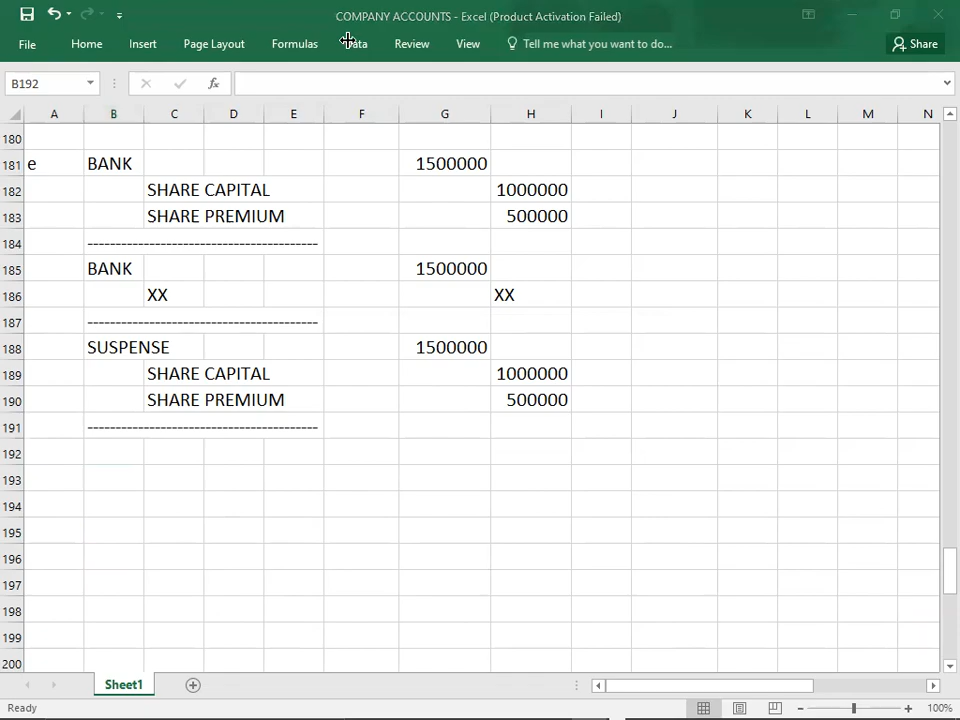 COMPANY ACCOUNTS - Excel (Product Activation Failed)
File Home Insert Page Layout Formulas Data Review View Tell me what you want to do... Share
B192 fx
A B C D E F G H I J K L M N
180
181 e BANK 1500000
182 SHARE CAPITAL 1000000
183 SHARE PREMIUM 500000
184 ------------------------------------------
185 BANK 1500000
186 XX XX
187 ------------------------------------------
188 SUSPENSE 1500000
189 SHARE CAPITAL 1000000
190 SHARE PREMIUM 500000
191 ------------------------------------------
192
193
194
195
196
197
198
199
200
Sheet1
Ready 100%